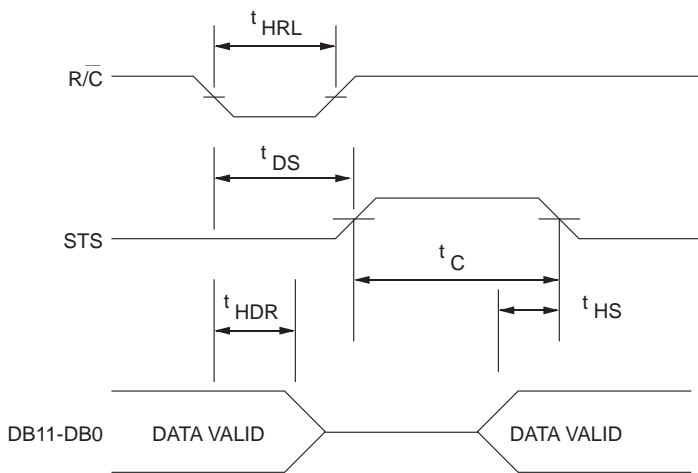 t HRL
R/C̅
t DS
STS
t C
t HDR
t HS
DB11-DB0 DATA VALID DATA VALID